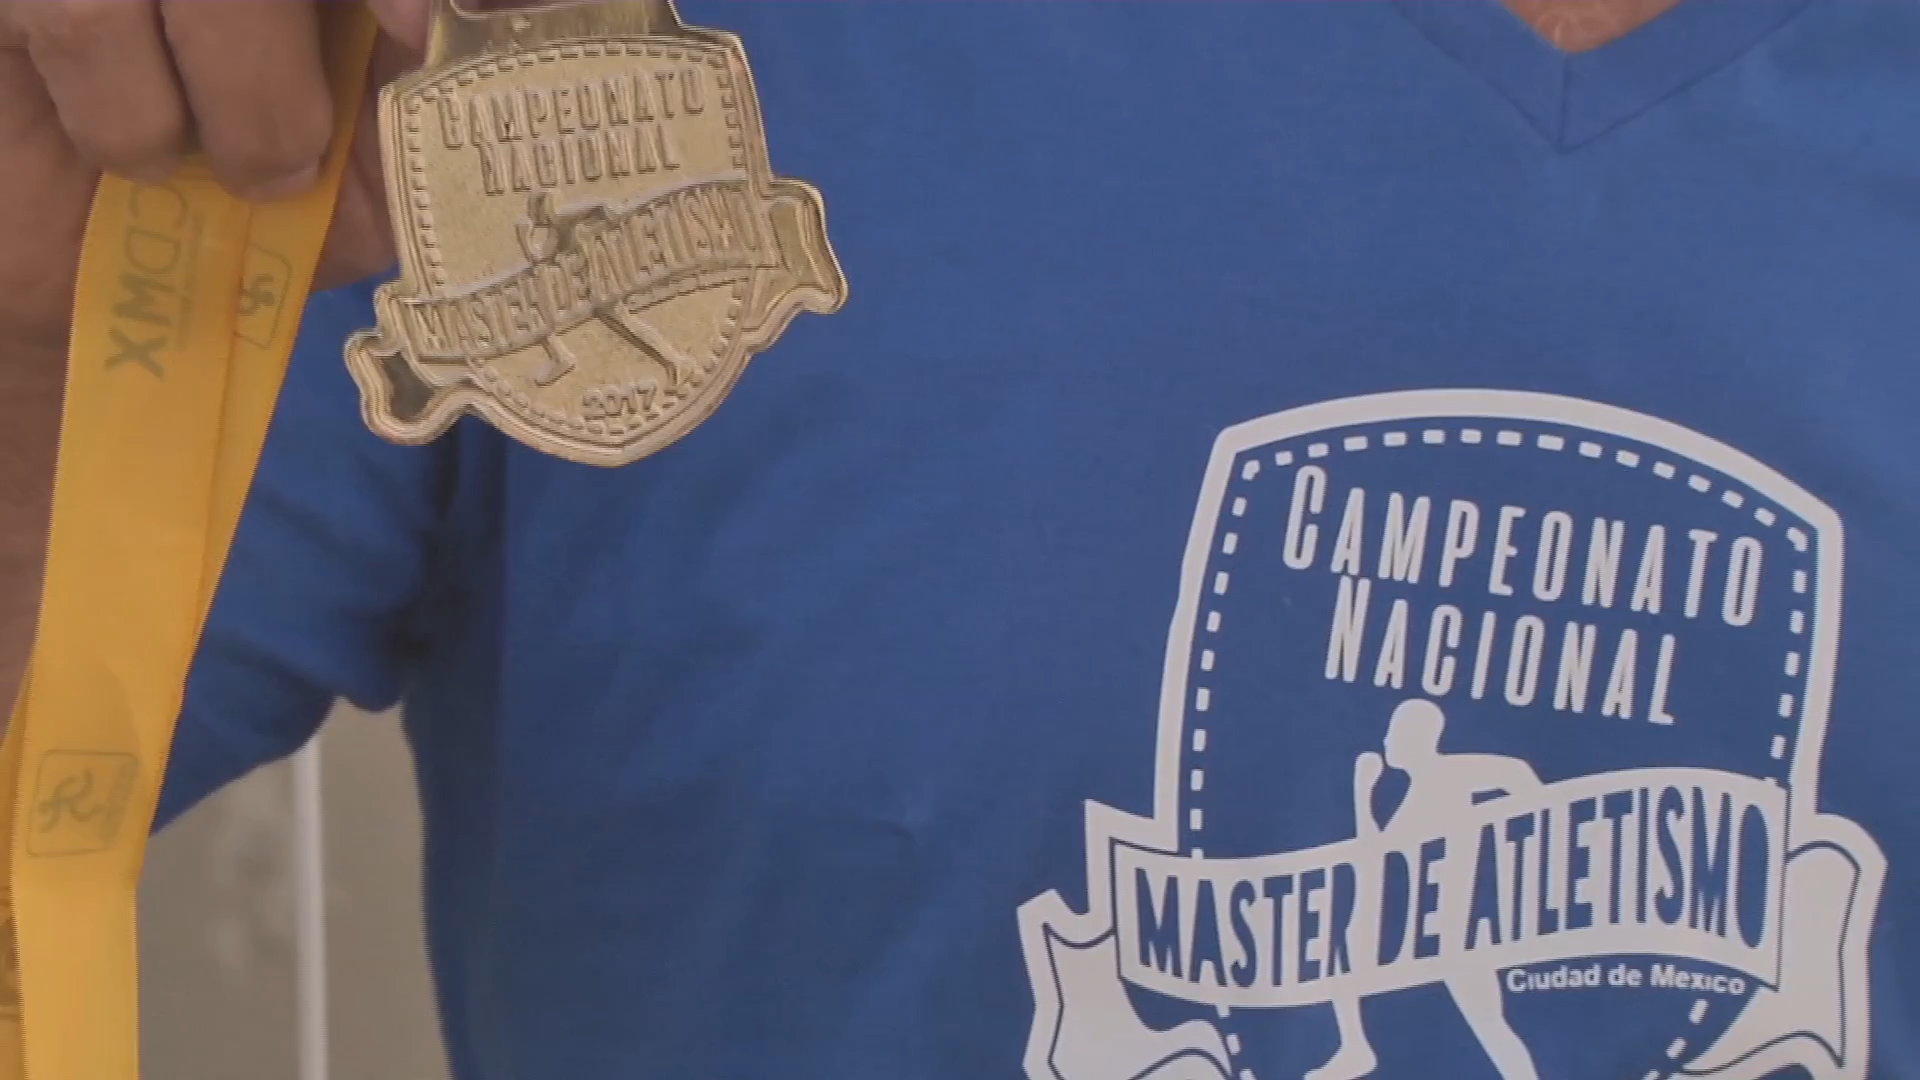 CAMPEONATO
NACIONAL
MASTER DE ATLETISMO
2017
CDMX
CAMPEONATO
NACIONAL
MASTER DE ATLETISMO
Ciudad de Mexico